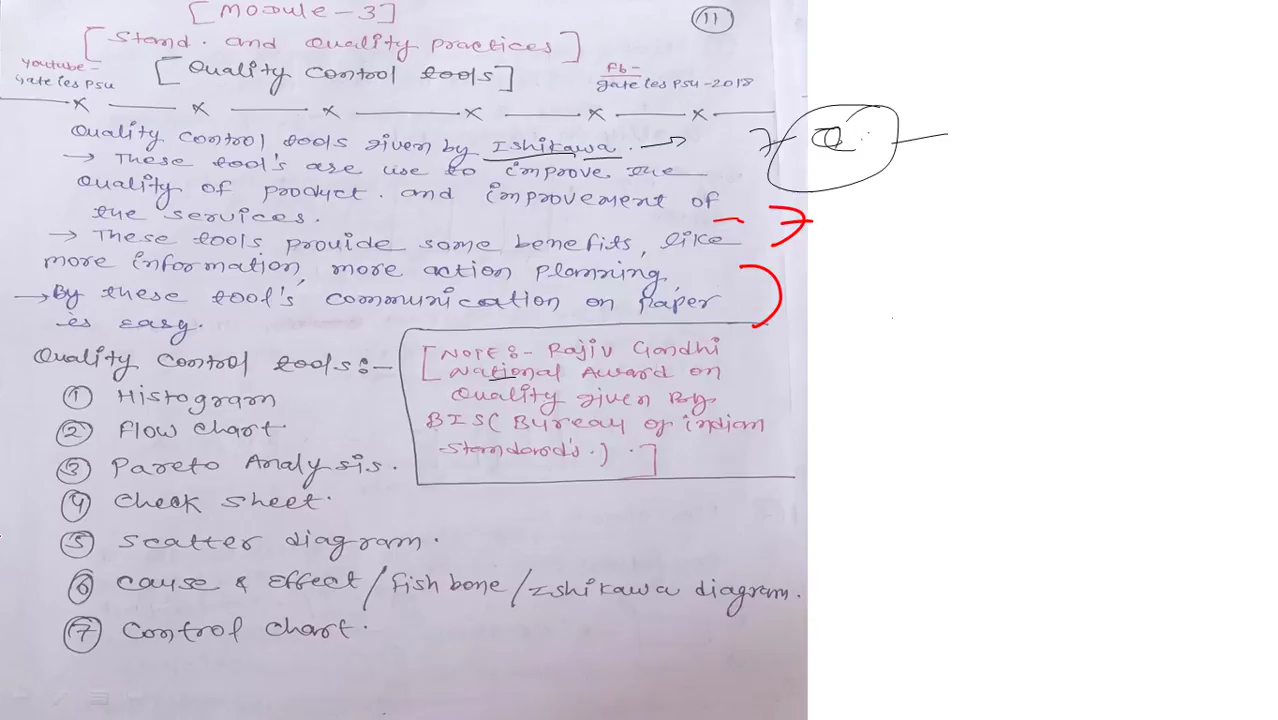 [Module-3]
11
[Stand. and Quality practices]
Youtube-
gate ies psu
[Quality control tools]
fb-
gate ies psu-2018
Quality control tools given by Ishikawa. →
7 Q
→ These tool's are use to improve the
Quality of product. and improvement of
the services.
→ These tools provide some benefits, like
7
more information, more action planning,
→ By these tool's communication on paper
is easy.
Quality control tools:-
① Histogram
② Flow chart.
③ Pareto Analysis.
④ Check sheet.
⑤ Scatter diagram.
⑥ Cause & Effect/fish bone/Ishikawa diagram.
⑦ Control chart.
[NOTE:- Rajiv Gandhi
National Award on
Quality given By
BIS( Bureau of indian
Standard's.) . ]